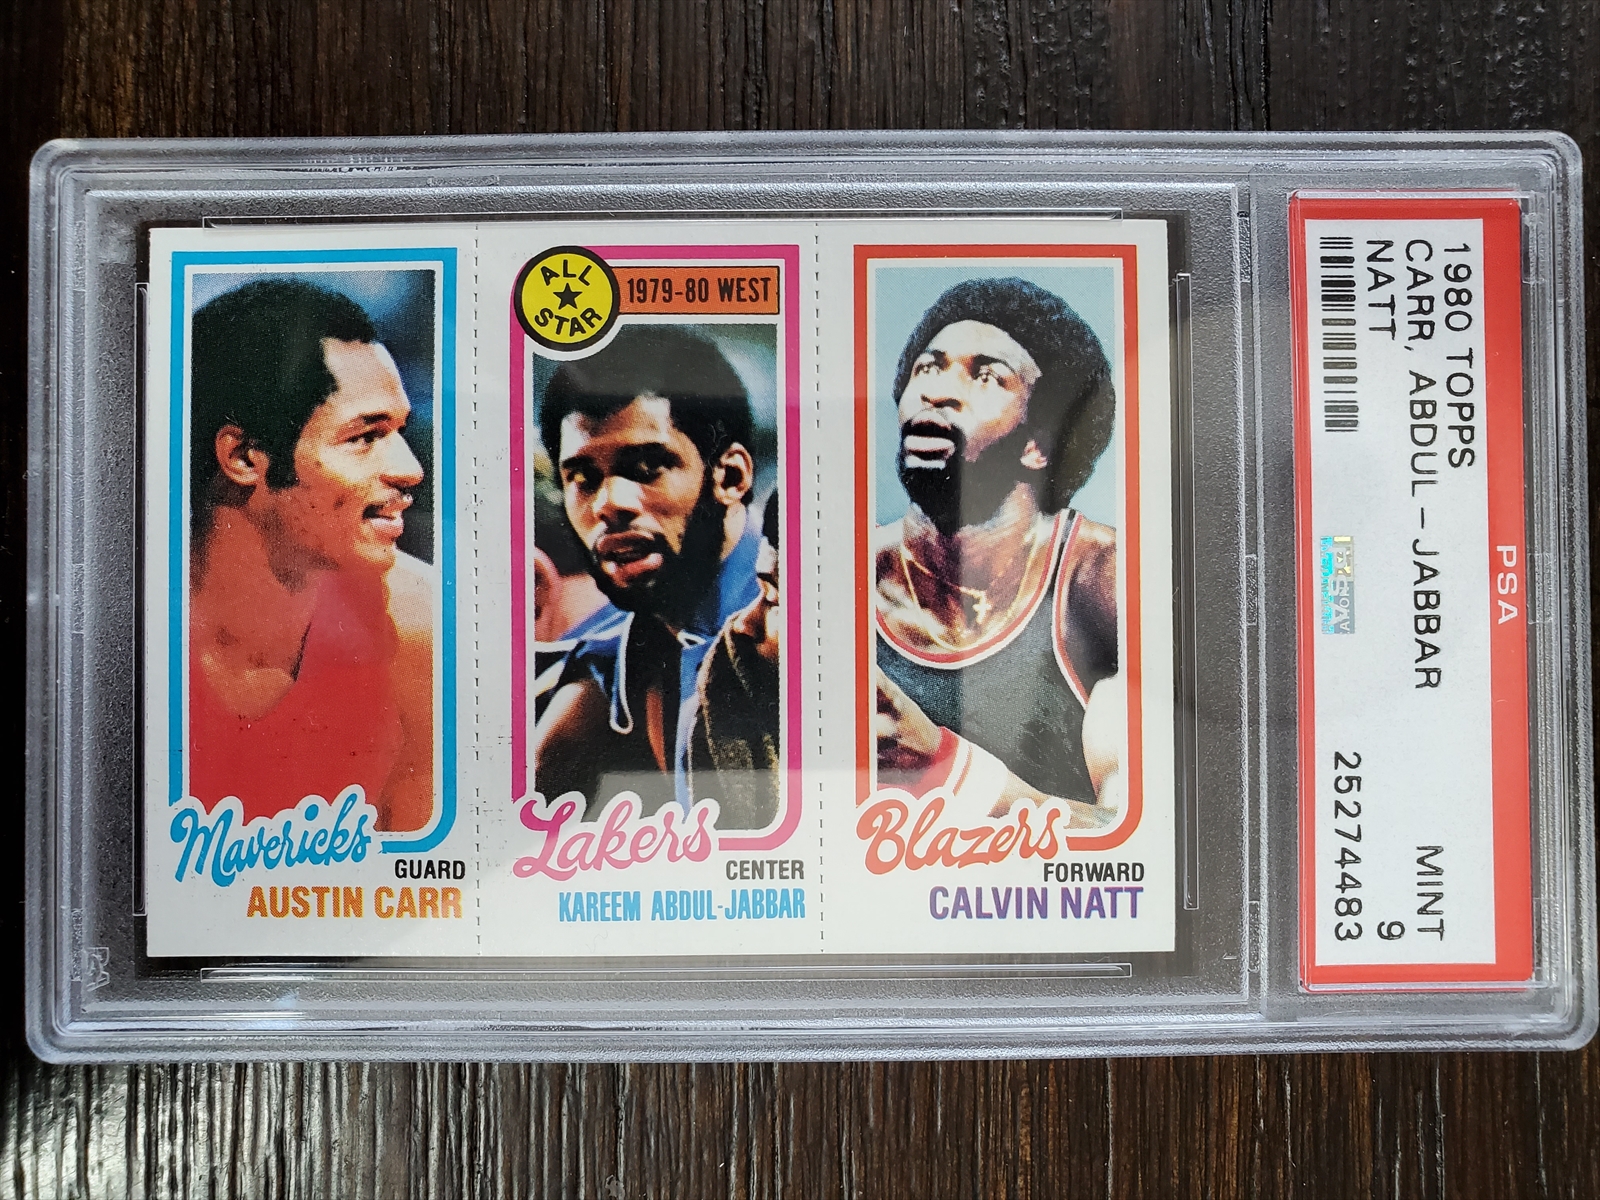 ALL
STAR
1979-80 WEST
Mavericks
GUARD
AUSTIN CARR
Lakers
CENTER
KAREEM ABDUL-JABBAR
Blazers
FORWARD
CALVIN NATT
PSA
1980 TOPPS
CARR, ABDUL-JABBAR
NATT
MINT
9
25274483
PSA